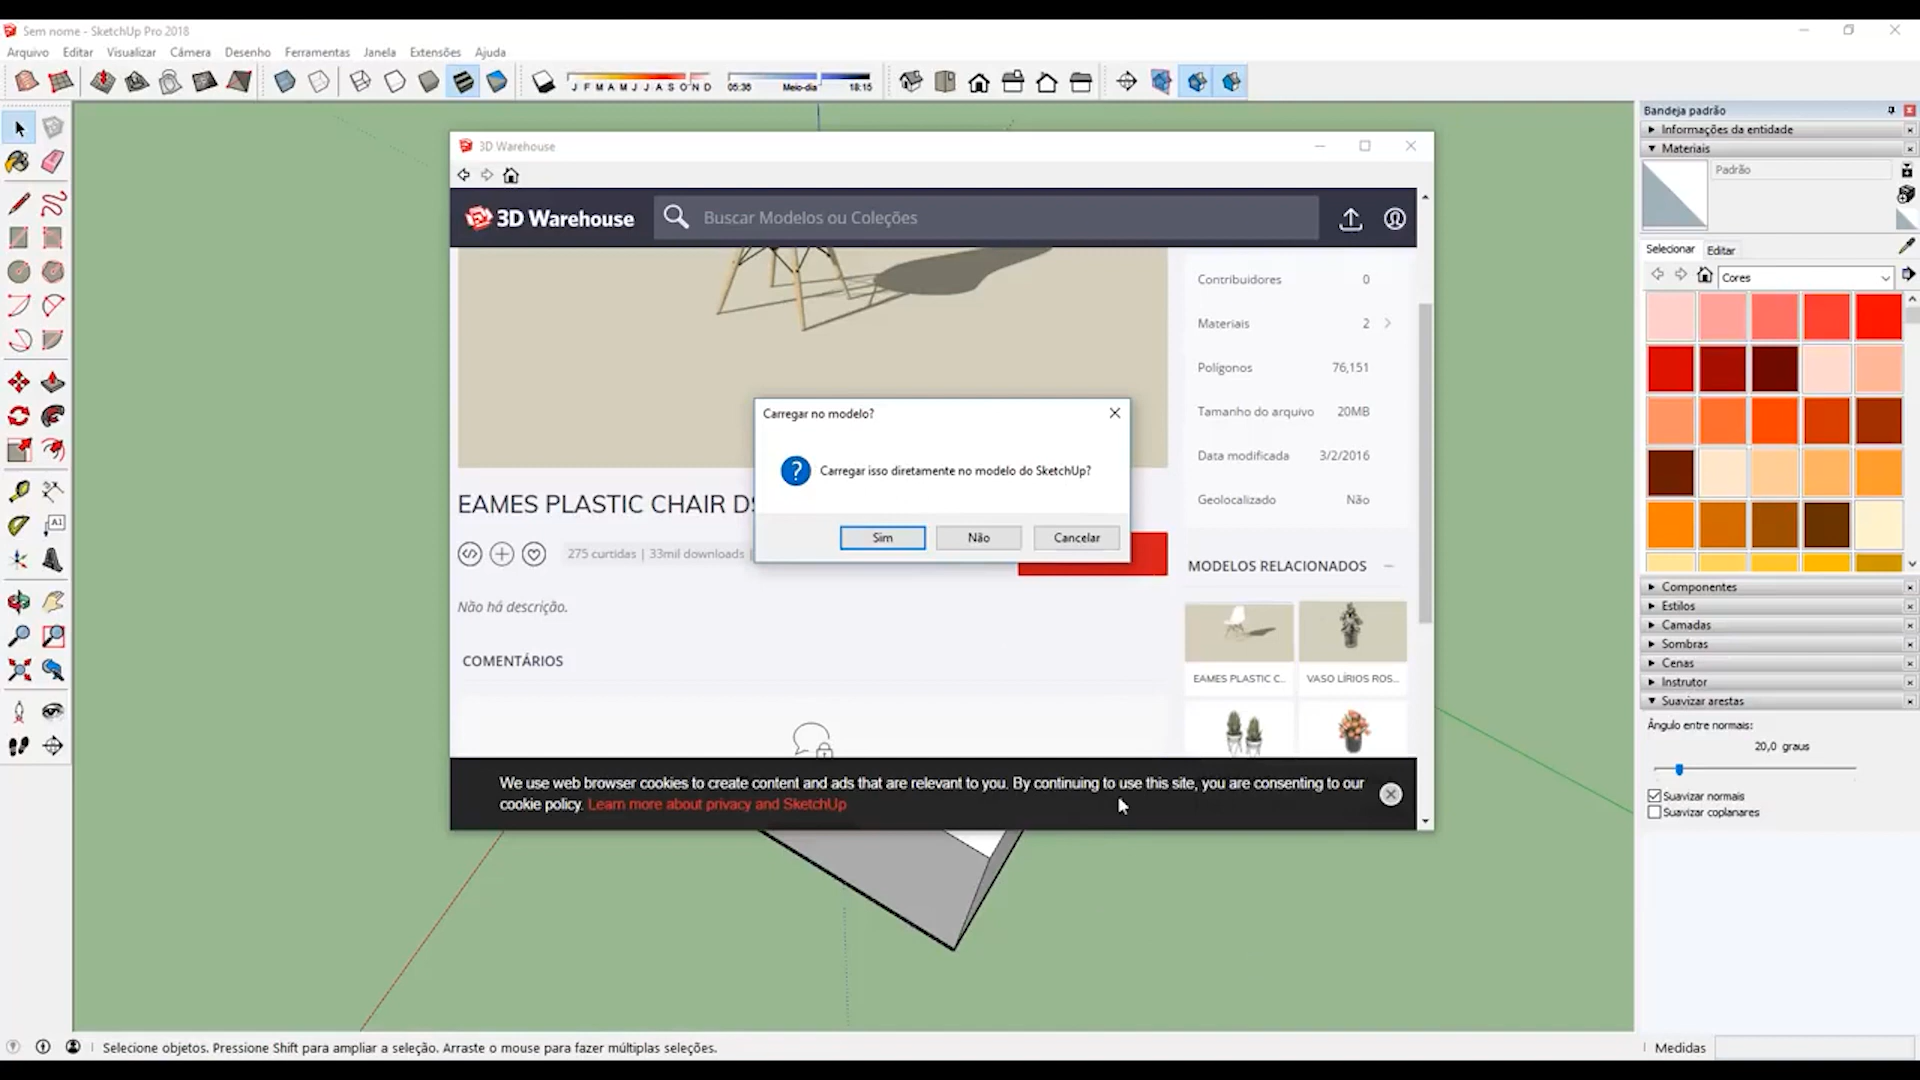 Sem nome - SketchUp Pro 2018
Arquivo Editar Visualizar Câmera Desenho Ferramentas Janela Extensões Ajuda
J F M A M J J A S O N D 05:36 Meio-dia 18:15
Bandeja padrão
Informações da entidade
Materiais
Padrão
Selecionar Editar
Cores
Componentes
Estilos
Camadas
Sombras
Cenas
Instrutor
Suavizar arestas
Ângulo entre normais:
20,0 graus
Suavizar normais
Suavizar coplanares
3D Warehouse
3D Warehouse
Buscar Modelos ou Coleções
Contribuidores 0
Materiais 2
Polígonos 76,151
Tamanho do arquivo 20MB
Data modificada 3/2/2016
Geolocalizado Não
Carregar no modelo?
Carregar isso diretamente no modelo do SketchUp?
Sim Não Cancelar
EAMES PLASTIC CHAIR
275 curtidas | 33mil downloads |
Não há descrição.
COMENTÁRIOS
MODELOS RELACIONADOS
EAMES PLASTIC C... VASO LÍRIOS ROS...
We use web browser cookies to create content and ads that are relevant to you. By continuing to use this site, you are consenting to our
cookie policy. Learn more about privacy and SketchUp
A1
Selecione objetos. Pressione Shift para ampliar a seleção. Arraste o mouse para fazer múltiplas seleções.
Medidas